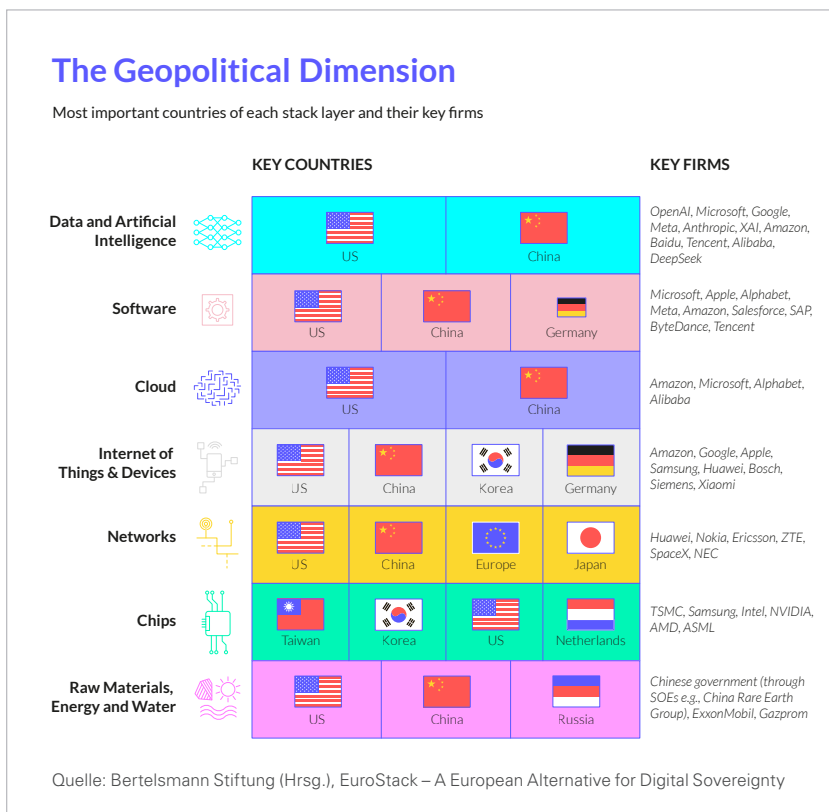 The Geopolitical Dimension
Most important countries of each stack layer and their key firms
KEY COUNTRIES
KEY FIRMS
Data and Artificial
Intelligence
US
China
OpenAI, Microsoft, Google,
Meta, Anthropic, XAI, Amazon,
Baidu, Tencent, Alibaba,
DeepSeek
Software
US
China
Germany
Microsoft, Apple, Alphabet,
Meta, Amazon, Salesforce, SAP,
ByteDance, Tencent
Cloud
US
China
Amazon, Microsoft, Alphabet,
Alibaba
Internet of
Things & Devices
US
China
Korea
Germany
Amazon, Google, Apple,
Samsung, Huawei, Bosch,
Siemens, Xiaomi
Networks
US
China
Europe
Japan
Huawei, Nokia, Ericsson, ZTE,
SpaceX, NEC
Chips
Taiwan
Korea
US
Netherlands
TSMC, Samsung, Intel, NVIDIA,
AMD, ASML
Raw Materials,
Energy and Water
US
China
Russia
Chinese government (through
SOEs e.g., China Rare Earth
Group), ExxonMobil, Gazprom
Quelle: Bertelsmann Stiftung (Hrsg.), EuroStack – A European Alternative for Digital Sovereignty